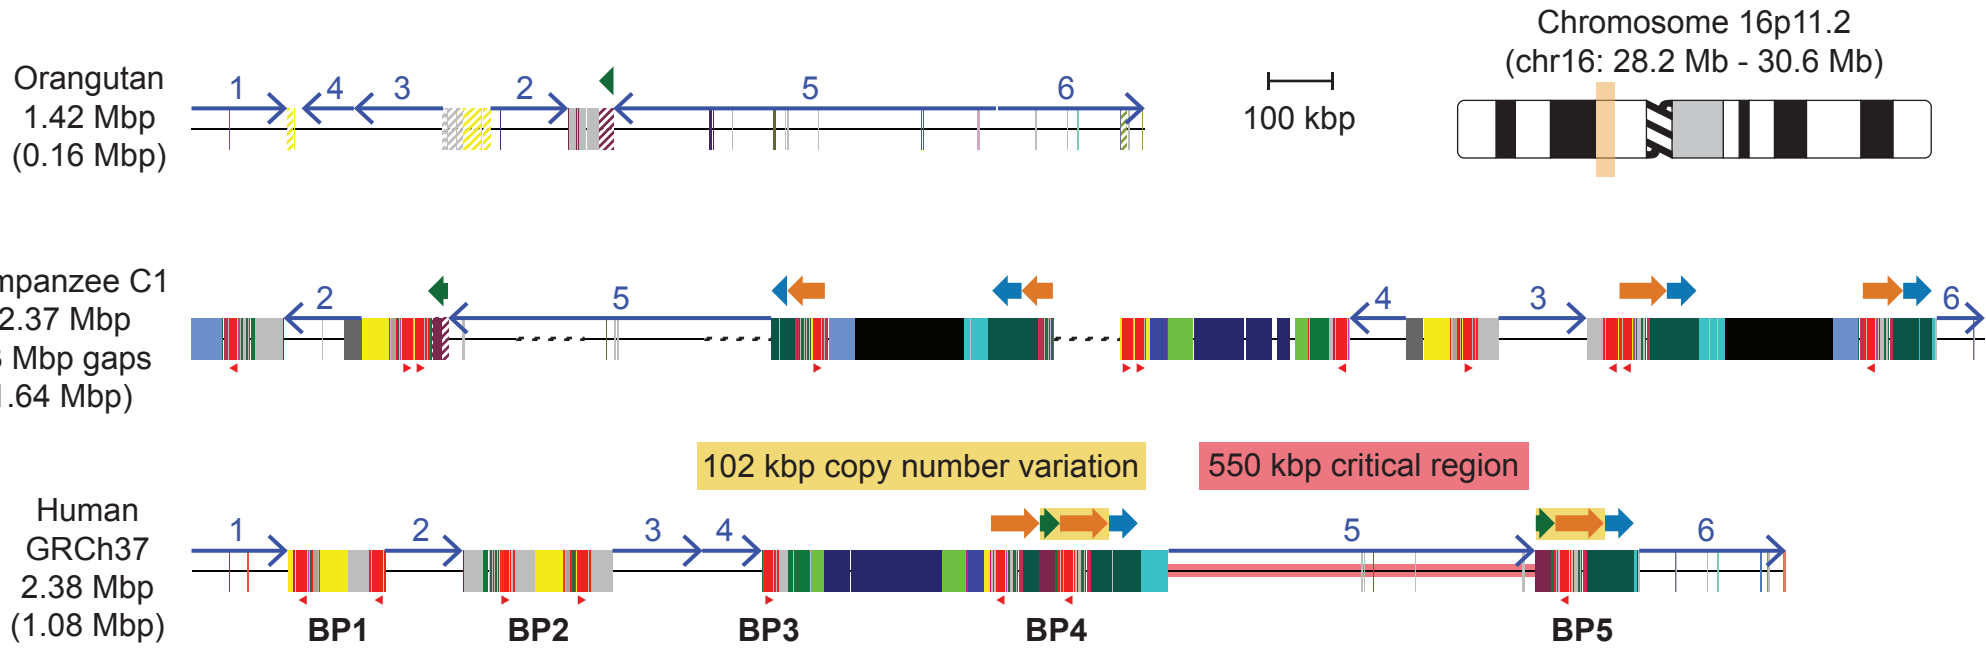 Chromosome 16p11.2
(chr16: 28.2 Mb - 30.6 Mb)
Orangutan
1.42 Mbp
(0.16 Mbp)
1 4 3 2 5 6
100 kbp
mpanzee C1
2.37 Mbp
Mbp gaps
.64 Mbp)
2 5 4 3 6
102 kbp copy number variation
550 kbp critical region
Human
GRCh37
2.38 Mbp
(1.08 Mbp)
1 2 3 4 5 6
BP1 BP2 BP3 BP4 BP5